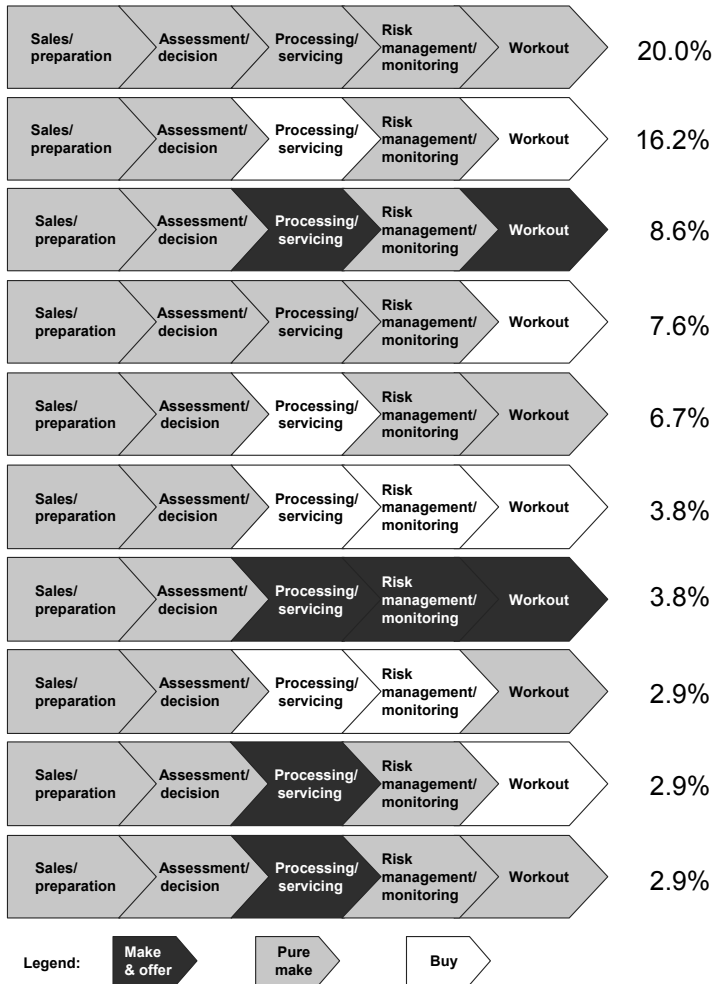 Sales/
preparation
Assessment/
decision
Processing/
servicing
Risk
management/
monitoring
Workout
20.0%
Sales/
preparation
Assessment/
decision
Processing/
servicing
Risk
management/
monitoring
Workout
16.2%
Sales/
preparation
Assessment/
decision
Processing/
servicing
Risk
management/
monitoring
Workout
8.6%
Sales/
preparation
Assessment/
decision
Processing/
servicing
Risk
management/
monitoring
Workout
7.6%
Sales/
preparation
Assessment/
decision
Processing/
servicing
Risk
management/
monitoring
Workout
6.7%
Sales/
preparation
Assessment/
decision
Processing/
servicing
Risk
management/
monitoring
Workout
3.8%
Sales/
preparation
Assessment/
decision
Processing/
servicing
Risk
management/
monitoring
Workout
3.8%
Sales/
preparation
Assessment/
decision
Processing/
servicing
Risk
management/
monitoring
Workout
2.9%
Sales/
preparation
Assessment/
decision
Processing/
servicing
Risk
management/
monitoring
Workout
2.9%
Sales/
preparation
Assessment/
decision
Processing/
servicing
Risk
management/
monitoring
Workout
2.9%
Legend:
Make
& offer
Pure
make
Buy